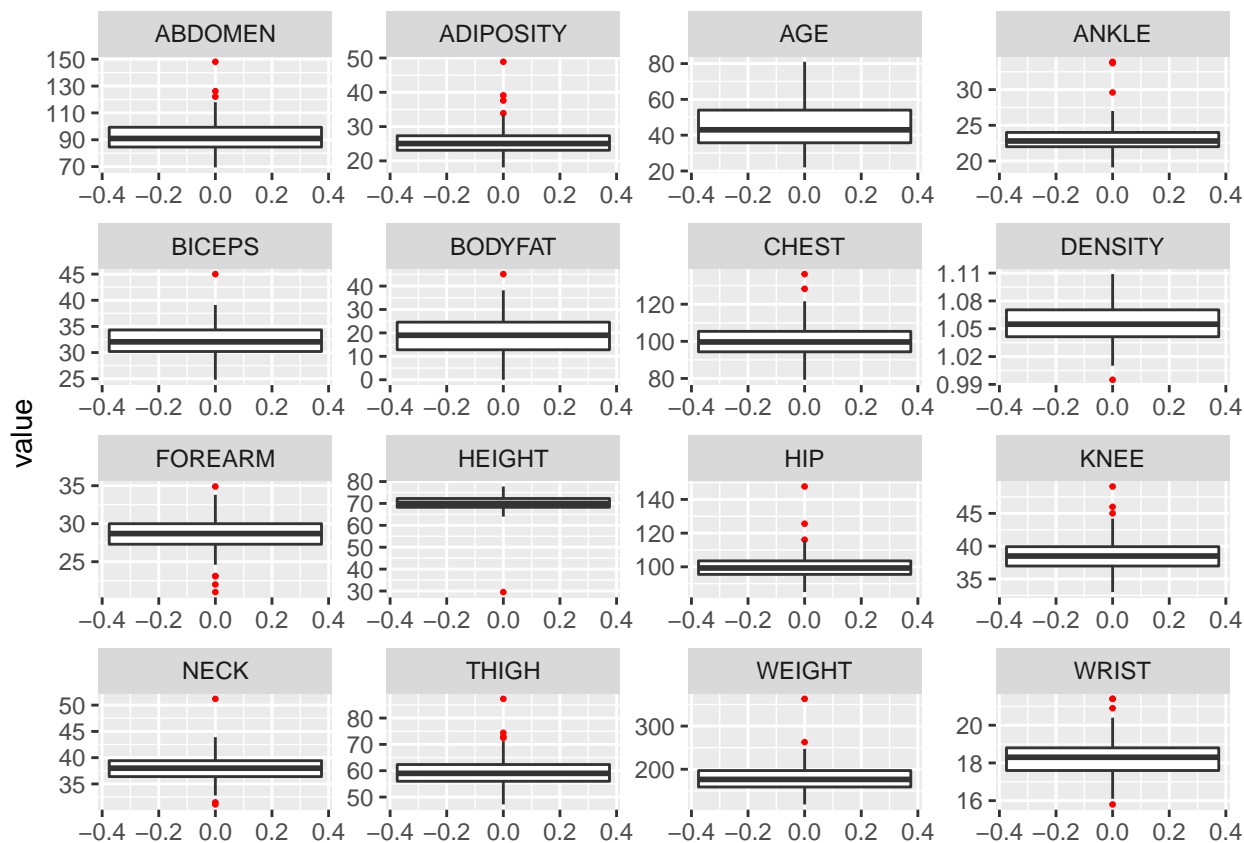 ABDOMEN ADIPOSITY AGE ANKLE
150 130 110 90 70
50 40 30 20
80 60 40 20
30 25 20
−0.4 −0.2 0.0 0.2 0.4 −0.4 −0.2 0.0 0.2 0.4 −0.4 −0.2 0.0 0.2 0.4 −0.4 −0.2 0.0 0.2 0.4
BICEPS BODYFAT CHEST DENSITY
45 40 35 30 25
40 30 20 10 0
120 100 80
1.11 1.08 1.05 1.02 0.99
−0.4 −0.2 0.0 0.2 0.4 −0.4 −0.2 0.0 0.2 0.4 −0.4 −0.2 0.0 0.2 0.4 −0.4 −0.2 0.0 0.2 0.4
value
FOREARM HEIGHT HIP KNEE
35 30 25
80 70 60 50 40 30
140 120 100
45 40 35
−0.4 −0.2 0.0 0.2 0.4 −0.4 −0.2 0.0 0.2 0.4 −0.4 −0.2 0.0 0.2 0.4 −0.4 −0.2 0.0 0.2 0.4
NECK THIGH WEIGHT WRIST
50 45 40 35
80 70 60 50
300 200
20 18 16
−0.4 −0.2 0.0 0.2 0.4 −0.4 −0.2 0.0 0.2 0.4 −0.4 −0.2 0.0 0.2 0.4 −0.4 −0.2 0.0 0.2 0.4